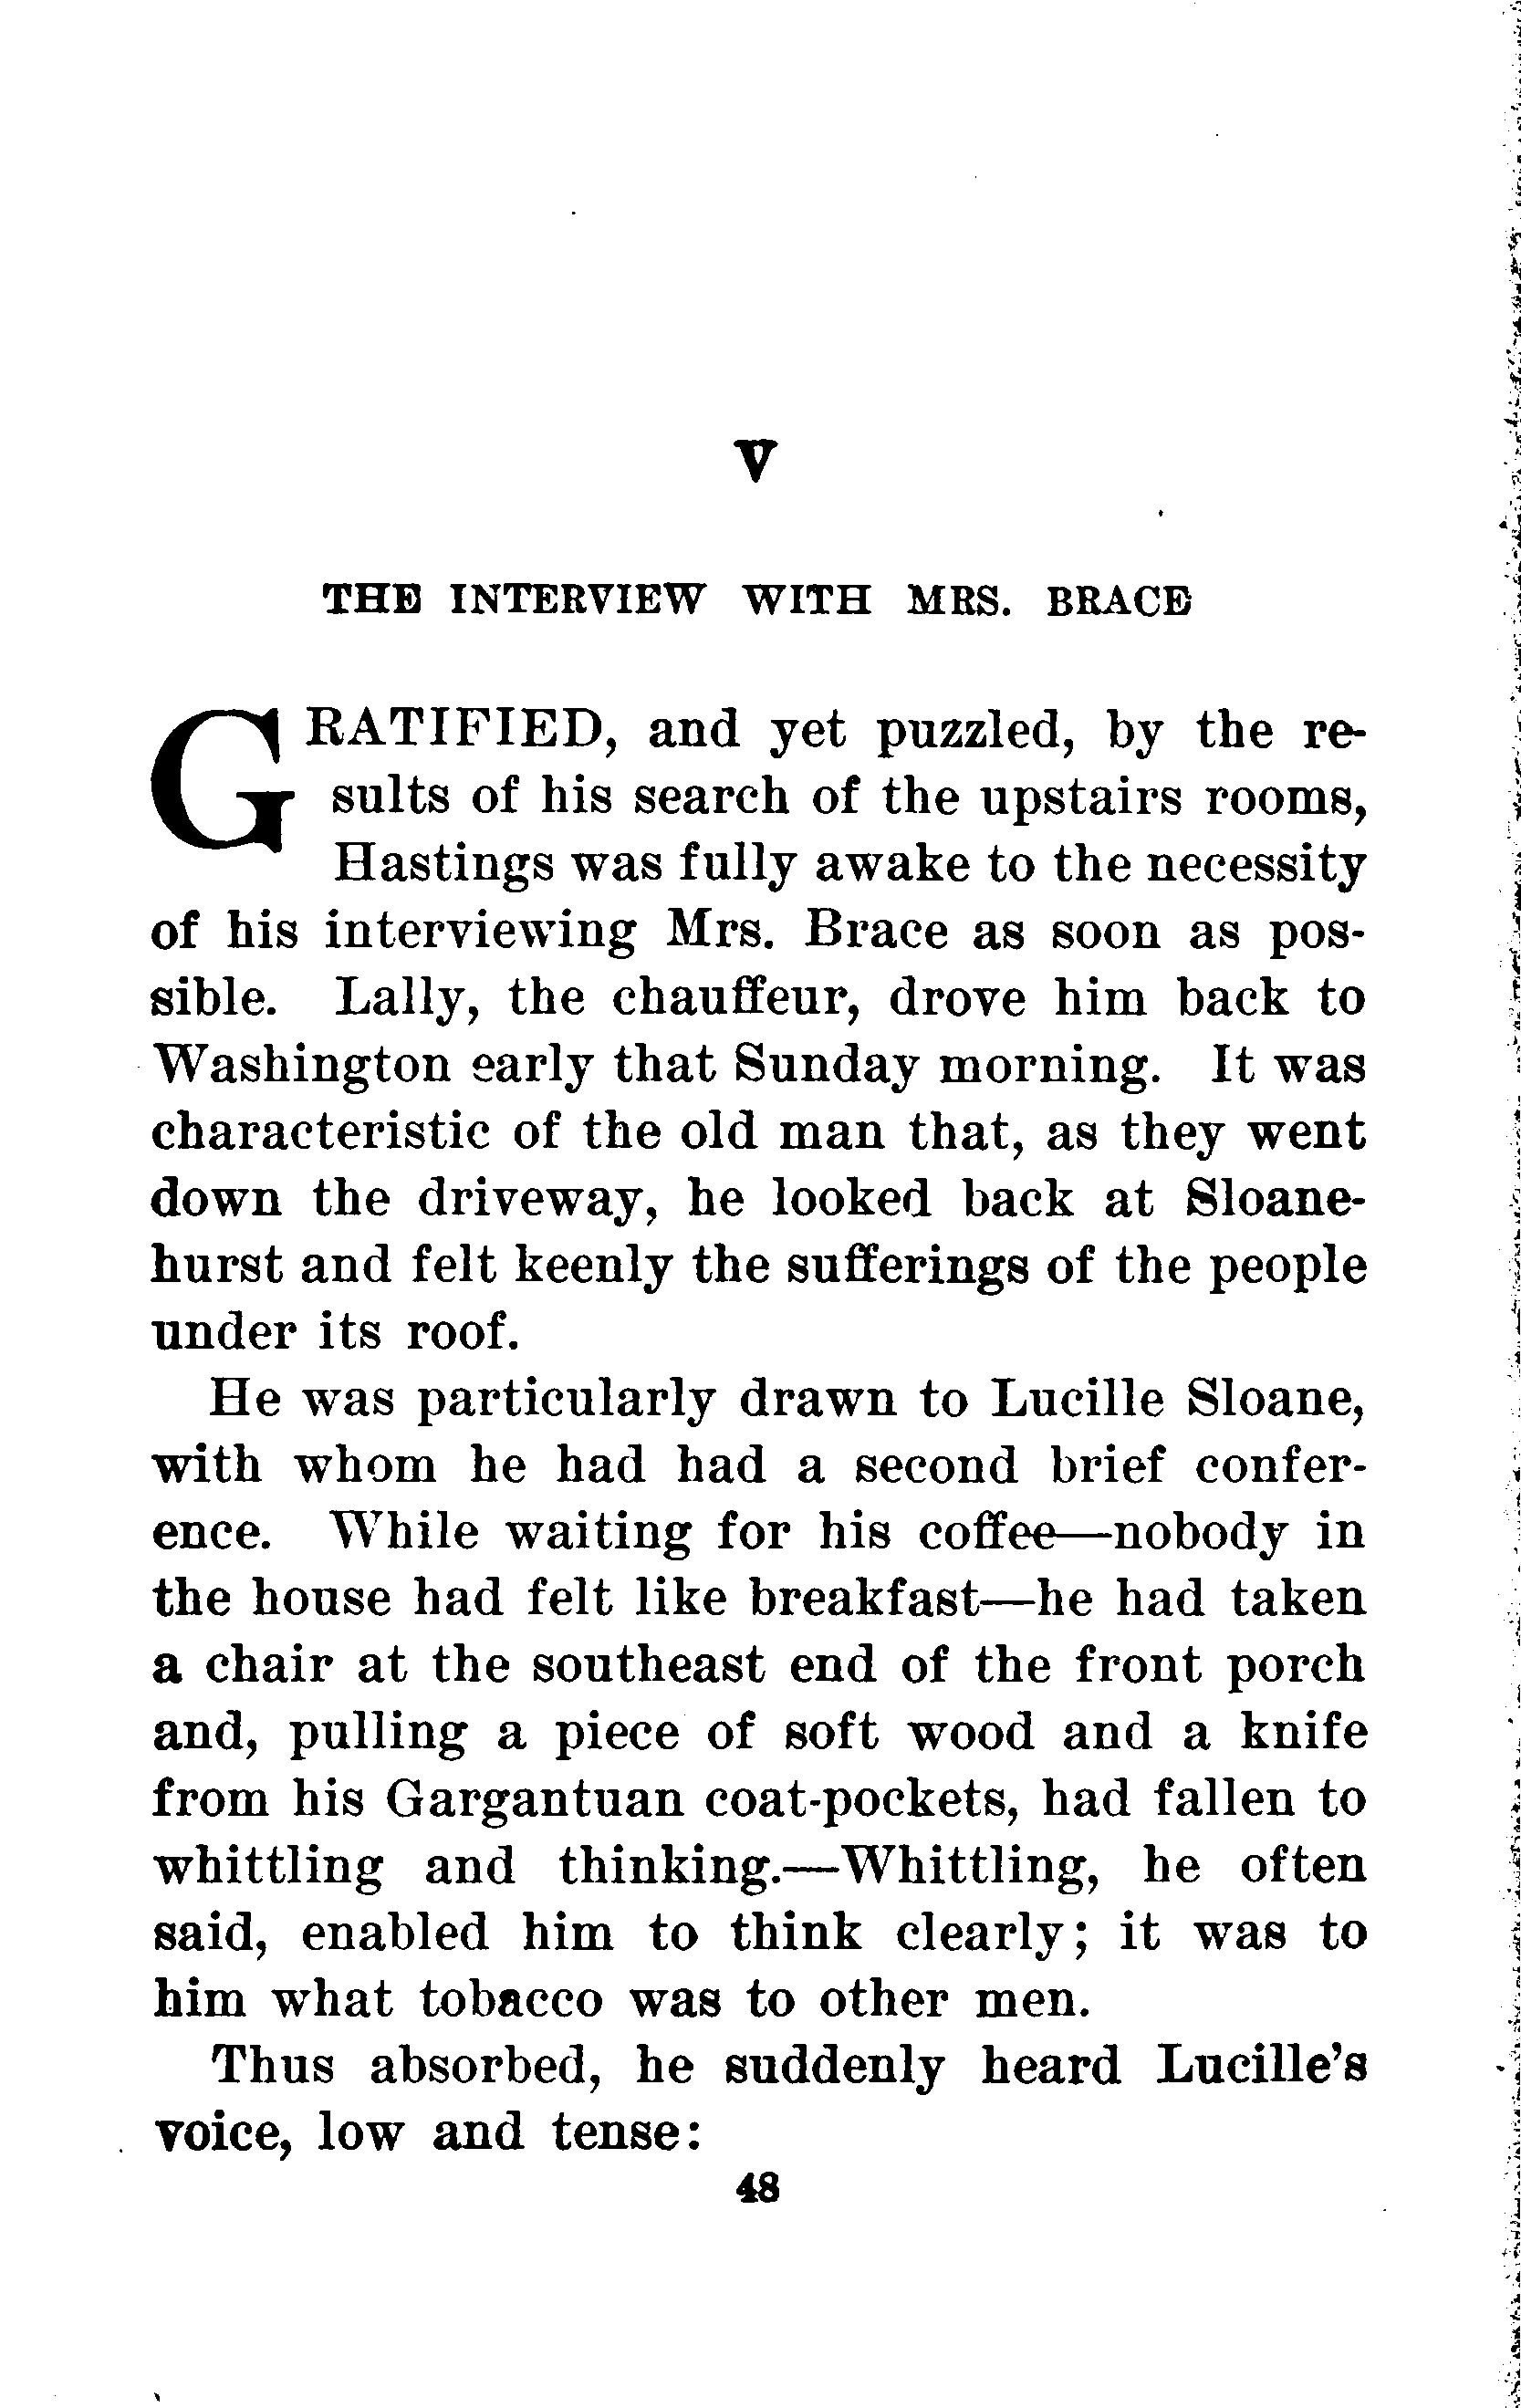 V
THE INTERVIEW WITH MRS. BRACE
GRATIFIED, and yet puzzled, by the re-
sults of his search of the upstairs rooms,
Hastings was fully awake to the necessity
of his interviewing Mrs. Brace as soon as pos-
sible. Lally, the chauffeur, drove him back to
Washington early that Sunday morning. It was
characteristic of the old man that, as they went
down the driveway, he looked back at Sloane-
hurst and felt keenly the sufferings of the people
under its roof.
He was particularly drawn to Lucille Sloane,
with whom he had had a second brief confer-
ence. While waiting for his coffee—nobody in
the house had felt like breakfast—he had taken
a chair at the southeast end of the front porch
and, pulling a piece of soft wood and a knife
from his Gargantuan coat-pockets, had fallen to
whittling and thinking.—Whittling, he often
said, enabled him to think clearly; it was to
him what tobacco was to other men.
Thus absorbed, he suddenly heard Lucille's
voice, low and tense:
48